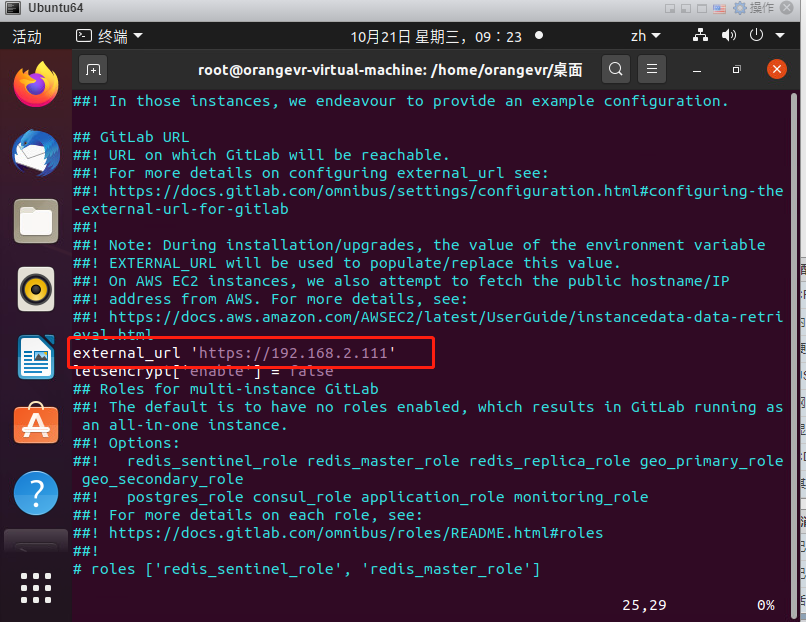 Ubuntu64
操作
活动
终端
10月21日 星期三，09：23
zh
root@orangevr-virtual-machine: /home/orangevr/桌面
##! In those instances, we endeavour to provide an example configuration.
## GitLab URL
##! URL on which GitLab will be reachable.
##! For more details on configuring external_url see:
##! https://docs.gitlab.com/omnibus/settings/configuration.html#configuring-the
-external-url-for-gitlab
##!
##! Note: During installation/upgrades, the value of the environment variable
##! EXTERNAL_URL will be used to populate/replace this value.
##! On AWS EC2 instances, we also attempt to fetch the public hostname/IP
##! address from AWS. For more details, see:
##! https://docs.aws.amazon.com/AWSEC2/latest/UserGuide/instancedata-data-retri
eval.html
external_url 'https://192.168.2.111'
letsencrypt['enable'] = false
## Roles for multi-instance GitLab
##! The default is to have no roles enabled, which results in GitLab running as
an all-in-one instance.
##! Options:
##!   redis_sentinel_role redis_master_role redis_replica_role geo_primary_role
geo_secondary_role
##!   postgres_role consul_role application_role monitoring_role
##! For more details on each role, see:
##! https://docs.gitlab.com/omnibus/roles/README.html#roles
##!
# roles ['redis_sentinel_role', 'redis_master_role']
25,29
0%